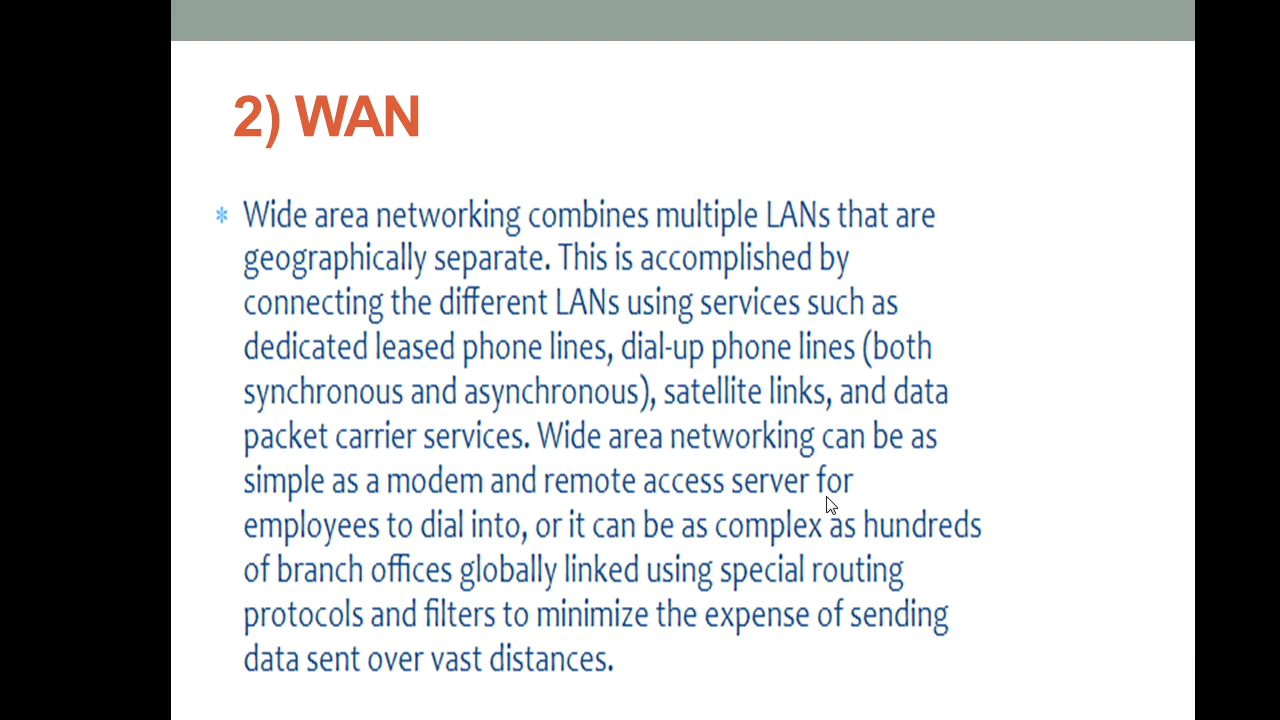 2) WAN
* Wide area networking combines multiple LANs that are
geographically separate. This is accomplished by
connecting the different LANs using services such as
dedicated leased phone lines, dial-up phone lines (both
synchronous and asynchronous), satellite links, and data
packet carrier services. Wide area networking can be as
simple as a modem and remote access server for
employees to dial into, or it can be as complex as hundreds
of branch offices globally linked using special routing
protocols and filters to minimize the expense of sending
data sent over vast distances.